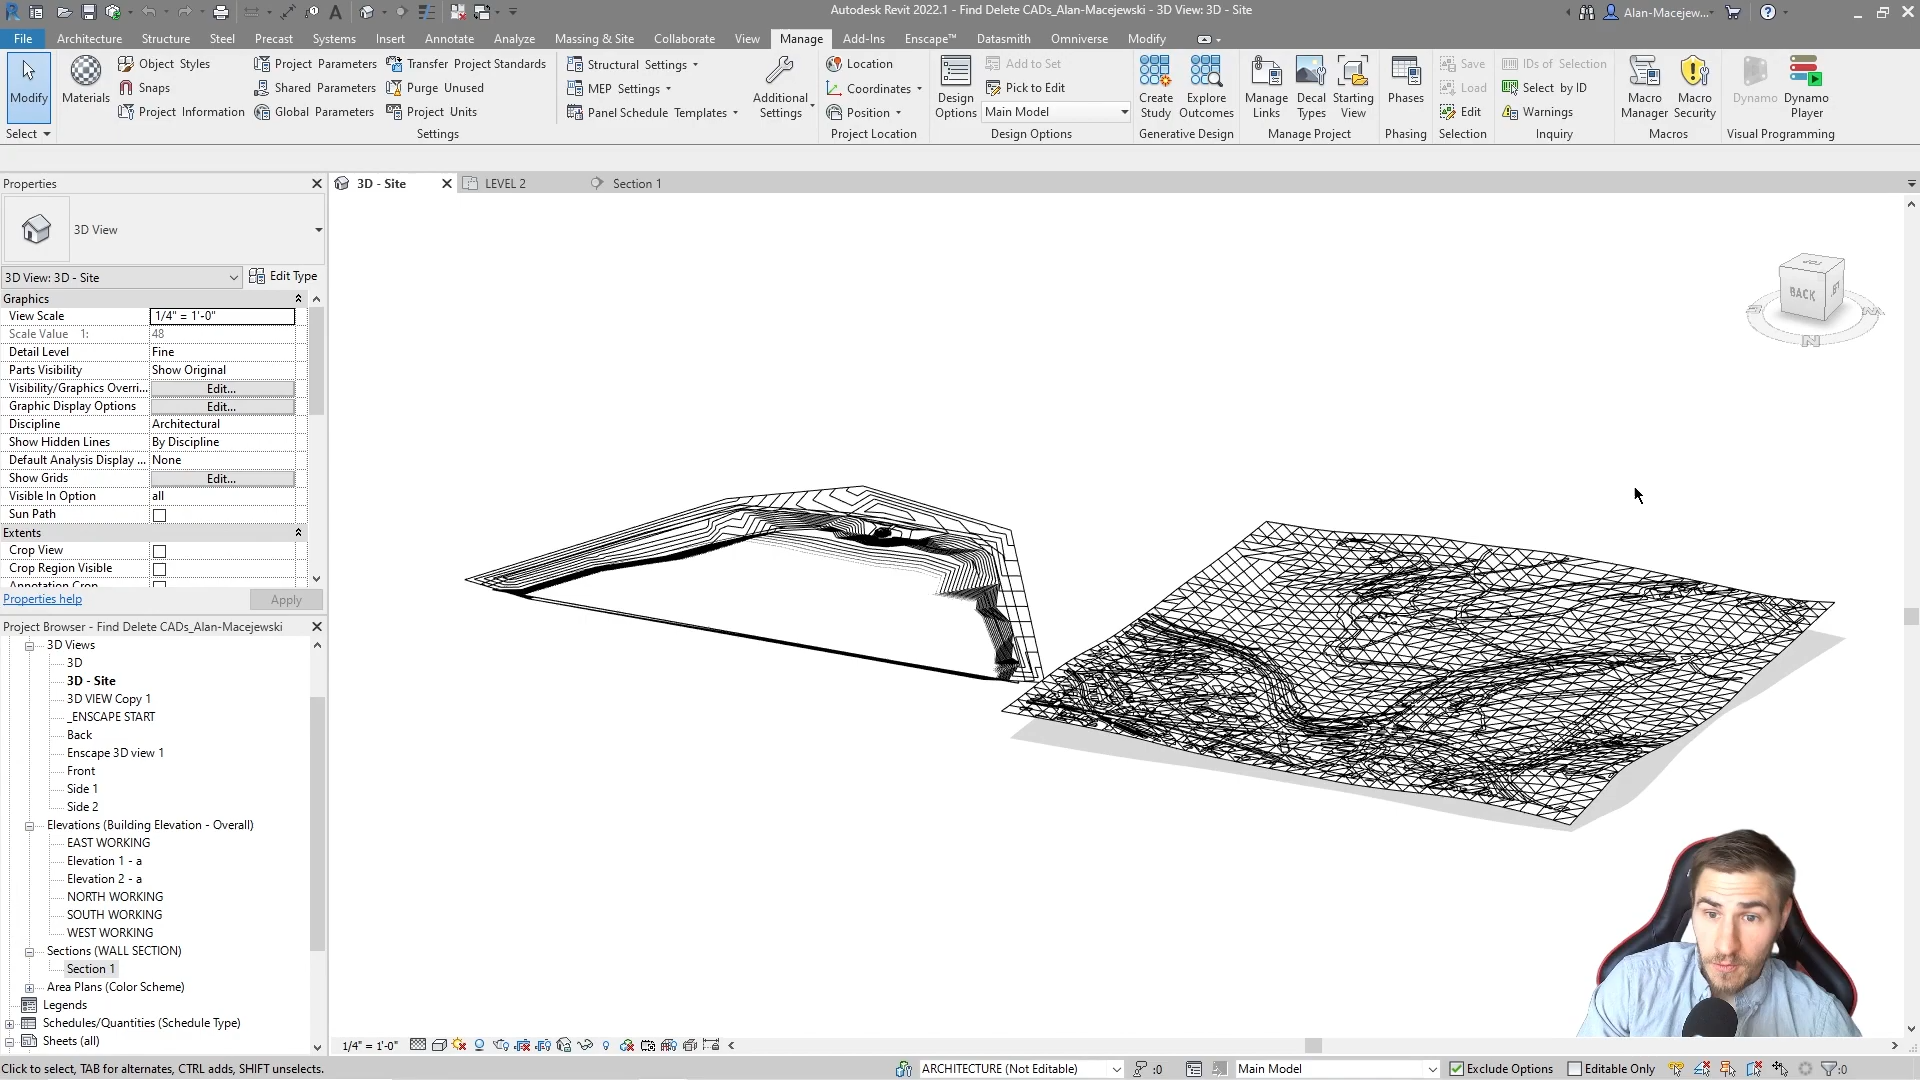 Autodesk Revit 2022.1 - Find Delete CADs_Alan-Macejewski - 3D View: 3D - Site
Alan-Macejew...
File Architecture Structure Steel Precast Systems Insert Annotate Analyze Massing & Site Collaborate View Manage Add-Ins Enscape™ Datasmith Omniverse Modify
Modify
Select
Materials
Object Styles
Snaps
Project Information
Project Parameters
Shared Parameters
Global Parameters
Transfer Project Standards
Purge Unused
Project Units
Settings
Structural Settings
MEP Settings
Panel Schedule Templates
Additional Settings
Location
Coordinates
Position
Project Location
Design Options
Add to Set
Pick to Edit
Main Model
Design Options
Create Study
Explore Outcomes
Generative Design
Manage Links
Decal Types
Starting View
Manage Project
Phases
Phasing
Save
Load
Edit
Selection
IDs of Selection
Select by ID
Warnings
Inquiry
Macro Manager
Macro Security
Macros
Dynamo
Dynamo Player
Visual Programming
Properties
3D - Site
LEVEL 2
Section 1
3D View
3D View: 3D - Site
Edit Type
Graphics
View Scale 1/4" = 1'-0"
Scale Value 1: 48
Detail Level Fine
Parts Visibility Show Original
Visibility/Graphics Overri... Edit...
Graphic Display Options Edit...
Discipline Architectural
Show Hidden Lines By Discipline
Default Analysis Display ... None
Show Grids Edit...
Visible In Option all
Sun Path
Extents
Crop View
Crop Region Visible
Annotation Crop
Properties help
Apply
BACK
N
Project Browser - Find Delete CADs_Alan-Macejewski
3D Views
3D
3D - Site
3D VIEW Copy 1
_ENSCAPE START
Back
Enscape 3D view 1
Front
Side 1
Side 2
Elevations (Building Elevation - Overall)
EAST WORKING
Elevation 1 - a
Elevation 2 - a
NORTH WORKING
SOUTH WORKING
WEST WORKING
Sections (WALL SECTION)
Section 1
Area Plans (Color Scheme)
Legends
Schedules/Quantities (Schedule Type)
Sheets (all)
1/4" = 1'-0"
Click to select, TAB for alternates, CTRL adds, SHIFT unselects.
ARCHITECTURE (Not Editable)
:0
Main Model
Exclude Options
Editable Only
:0